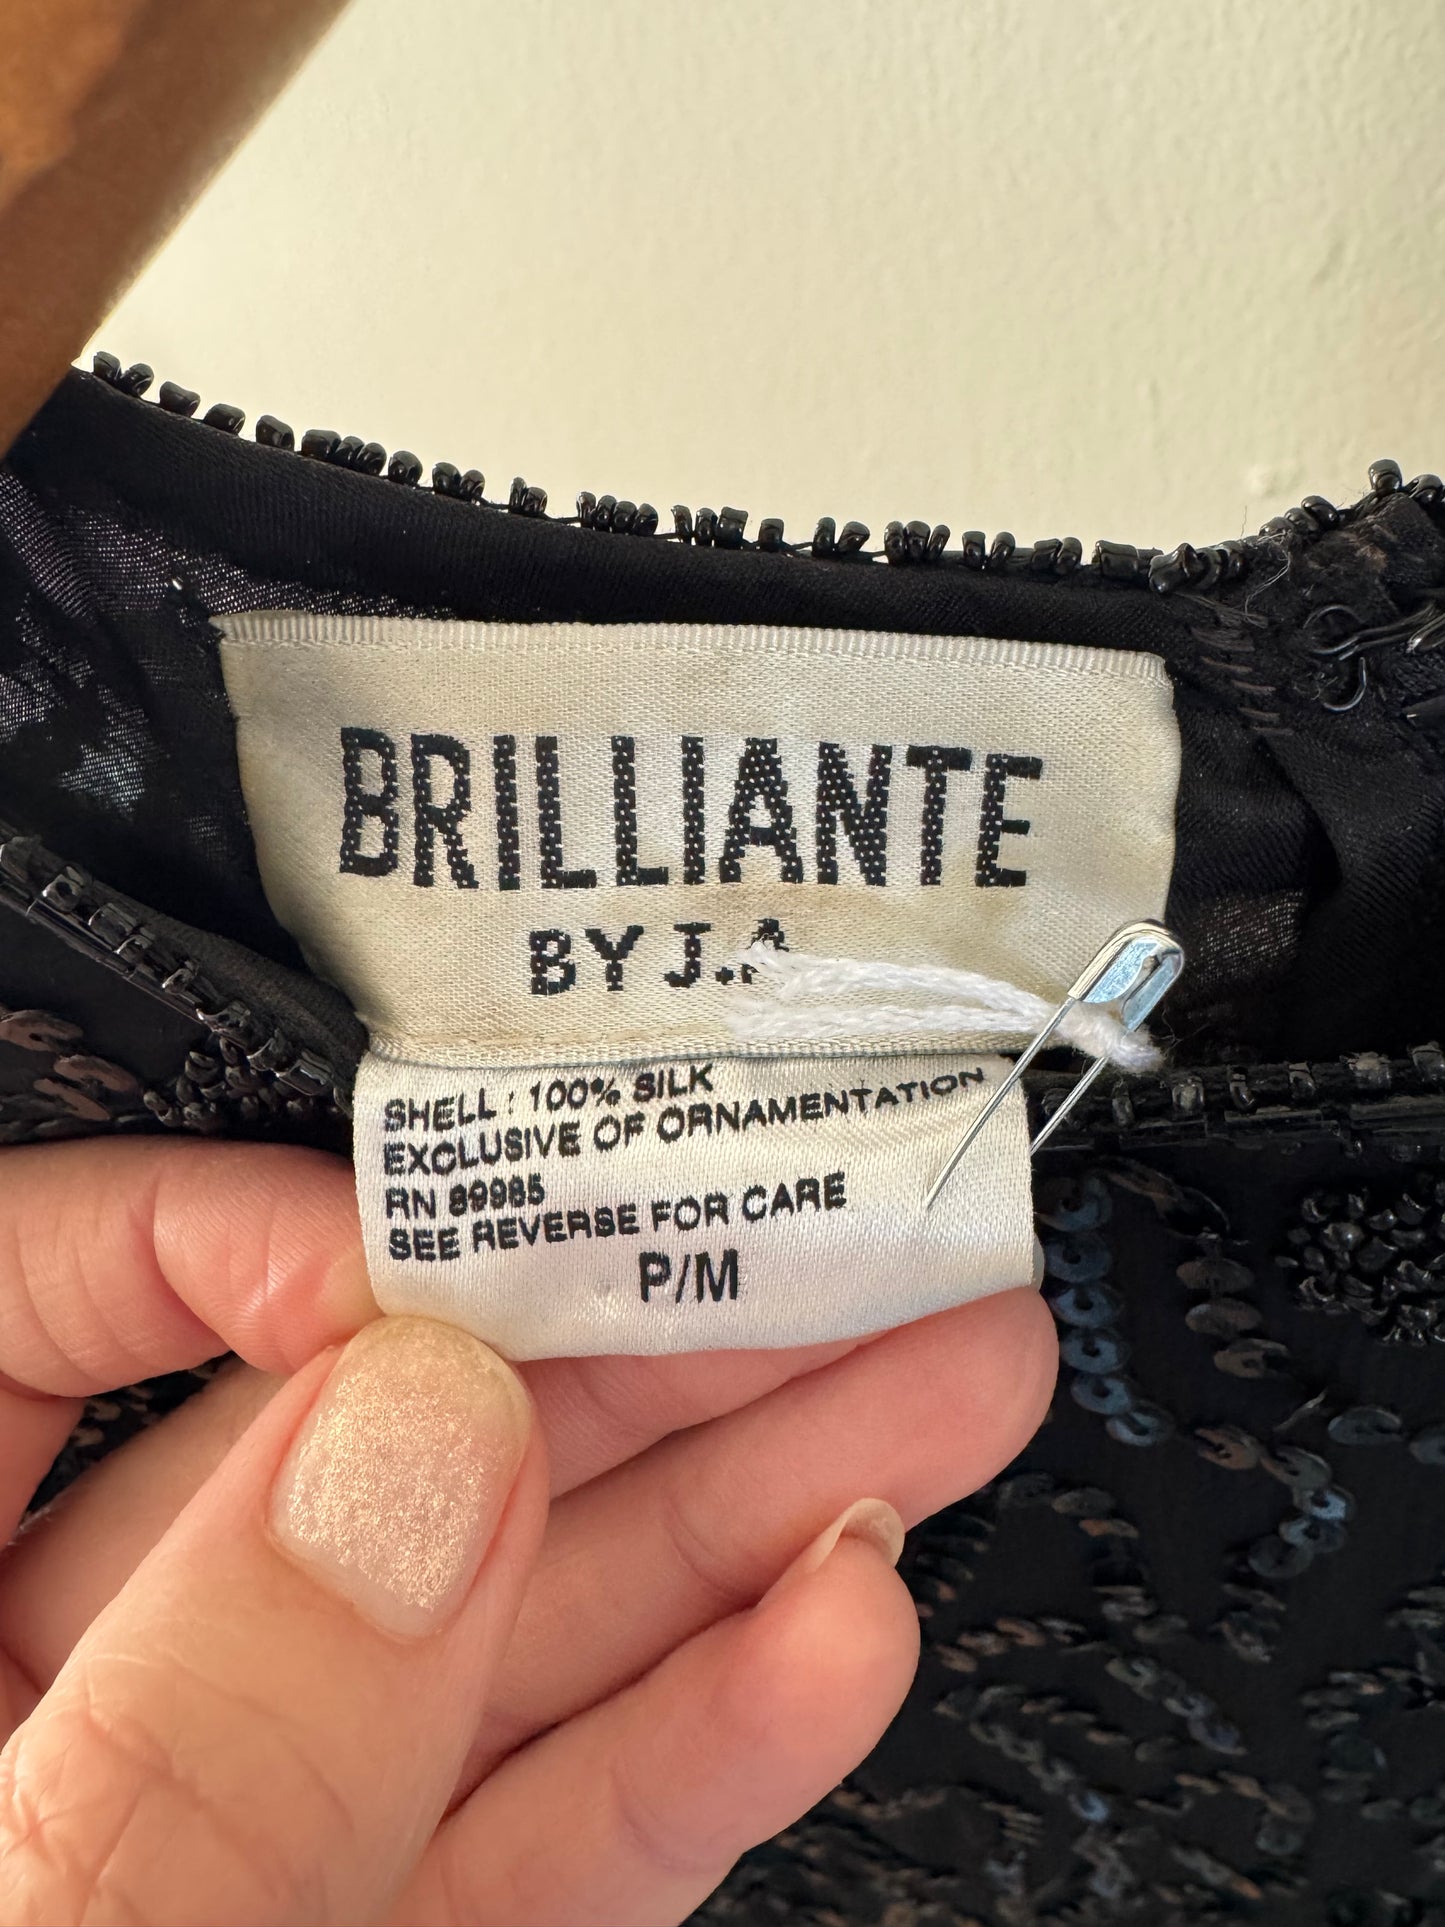 BRILLIANTE
BY J.A
SHELL: 100% SILK
EXCLUSIVE OF ORNAMENTATION
RN 89985
SEE REVERSE FOR CARE
P/M